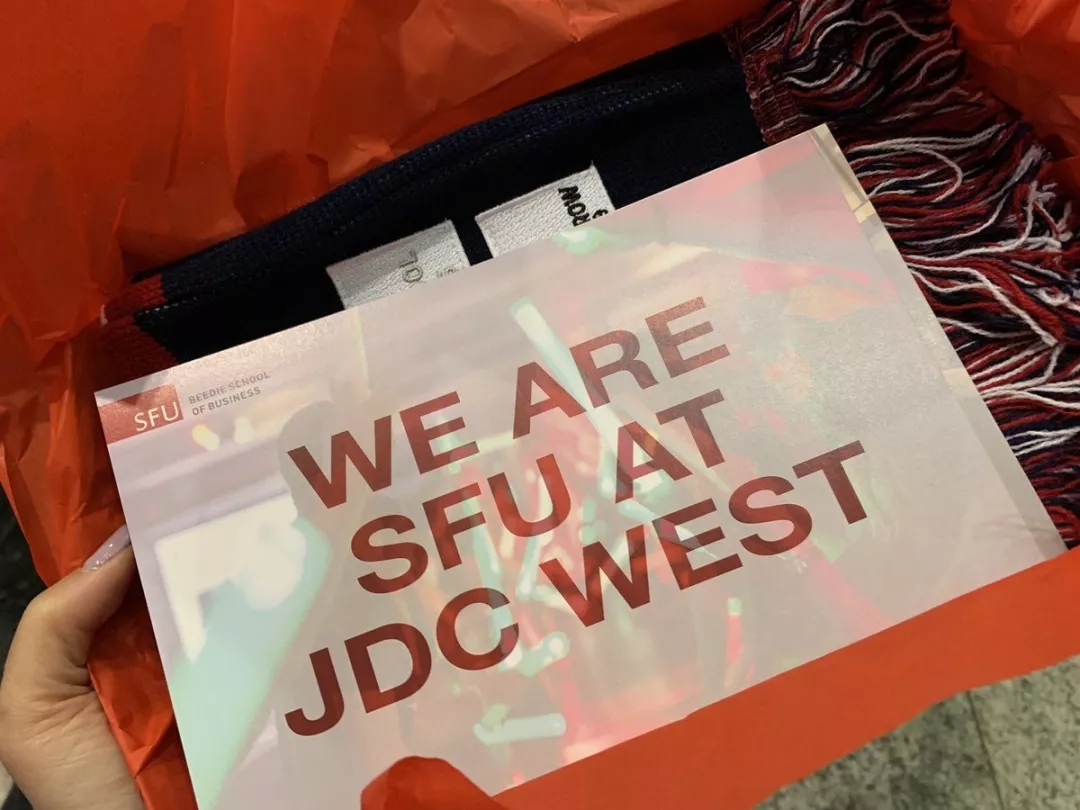 SFU
BEEDIE SCHOOL
OF BUSINESS
WE ARE
SFU AT
JDC WEST